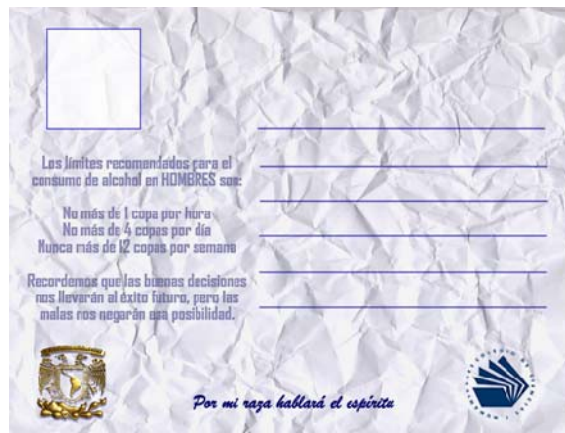 Los límites recomendados para el
consumo de alcohol en HOMBRES son:
No más de 1 copa por hora
No más de 4 copas por día
Nunca más de 12 copas por semana
Recordemos que las buenas decisiones
nos llevarán al éxito futuro, pero las
malas nos negarán esa posibilidad.
Por mi raza hablará el espíritu